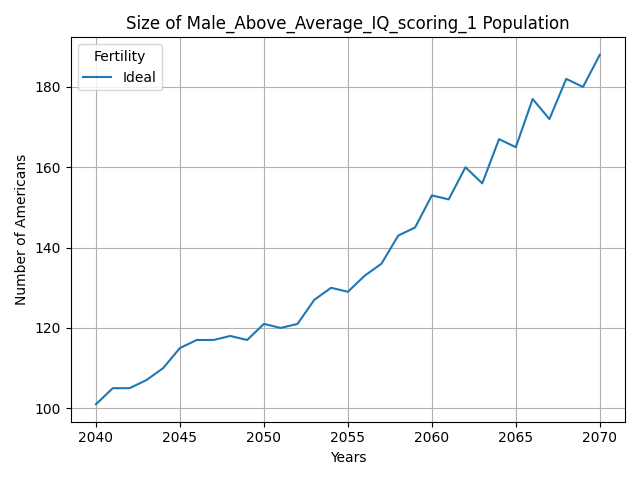 Size of Male_Above_Average_IQ_scoring_1 Population
Fertility
Ideal
Number of Americans
180
160
140
120
100
2040 2045 2050 2055 2060 2065 2070
Years